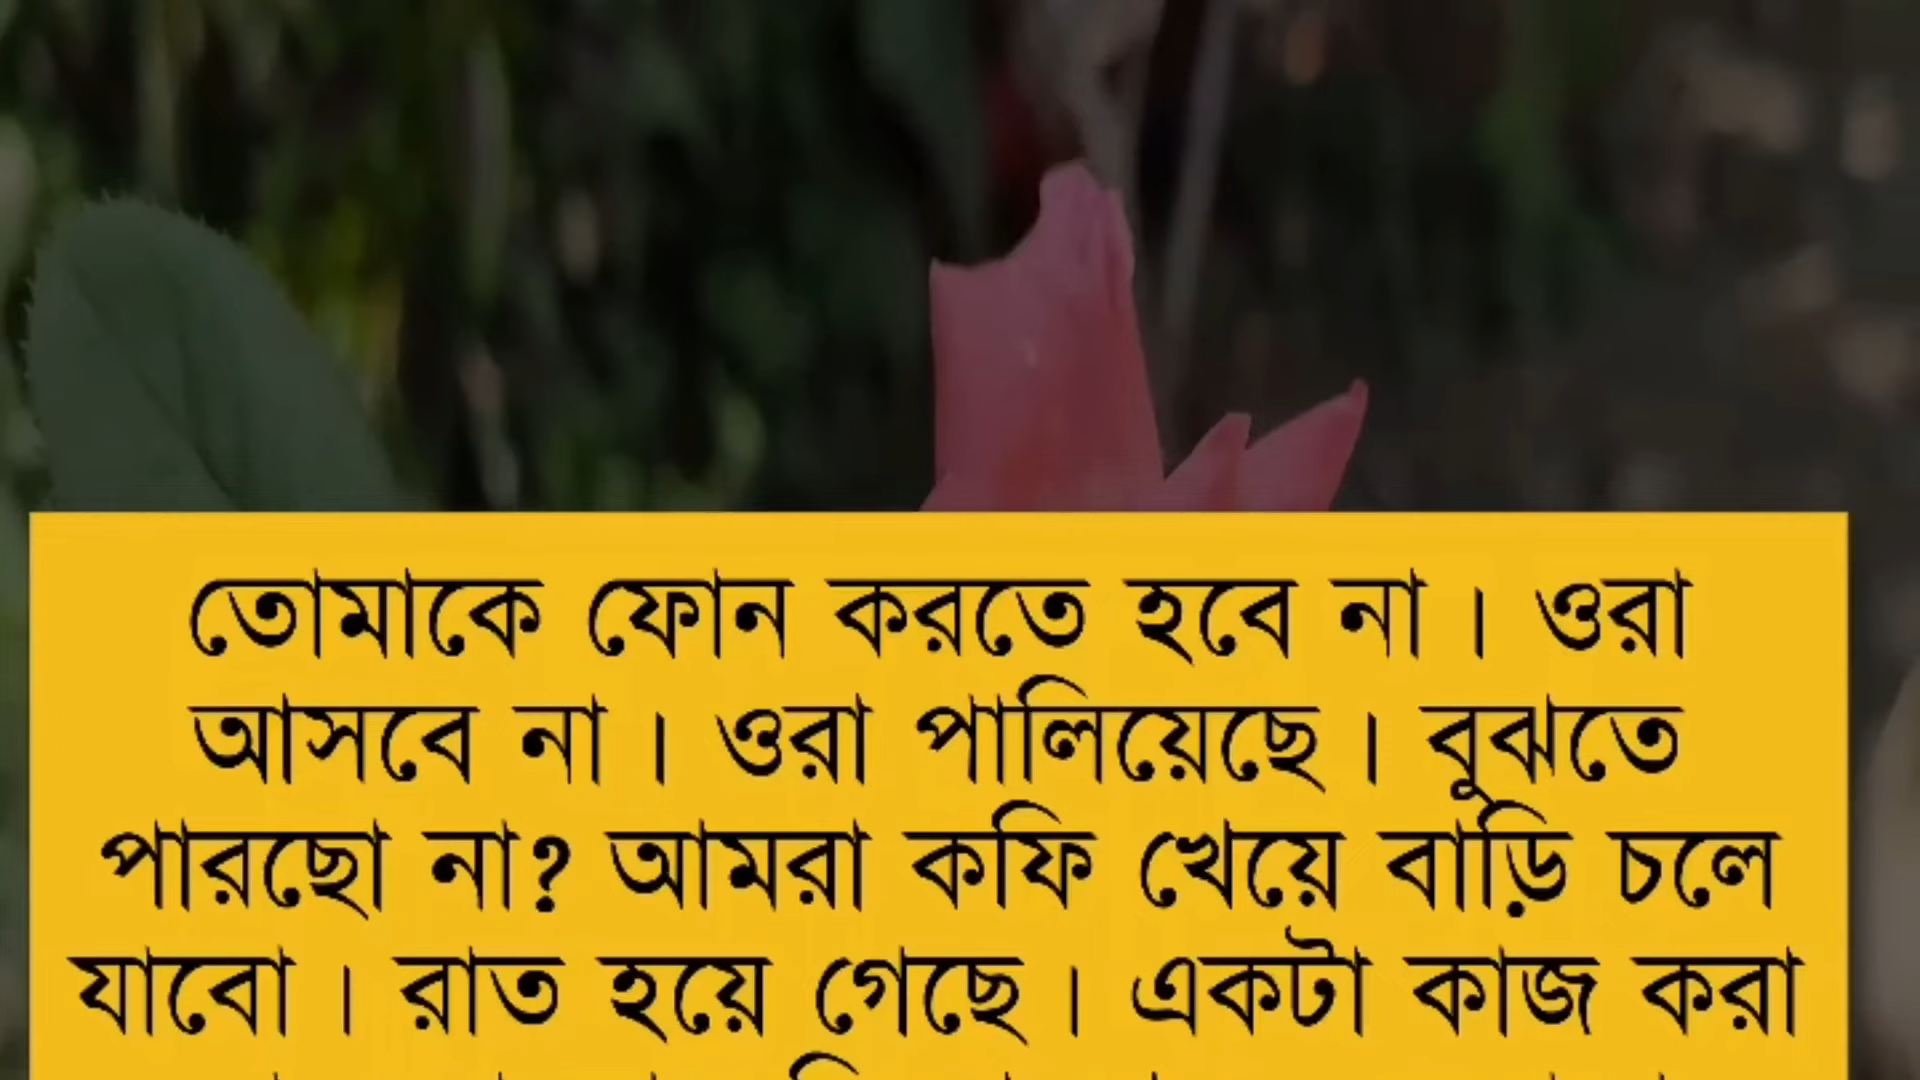 তোমাকে ফোন করতে হবে না। ওরা
আসবে না। ওরা পালিয়েছে। বুঝতে
পারছো না? আমরা কফি খেয়ে বাড়ি চলে
যাবো। রাত হয়ে গেছে। একটা কাজ করা